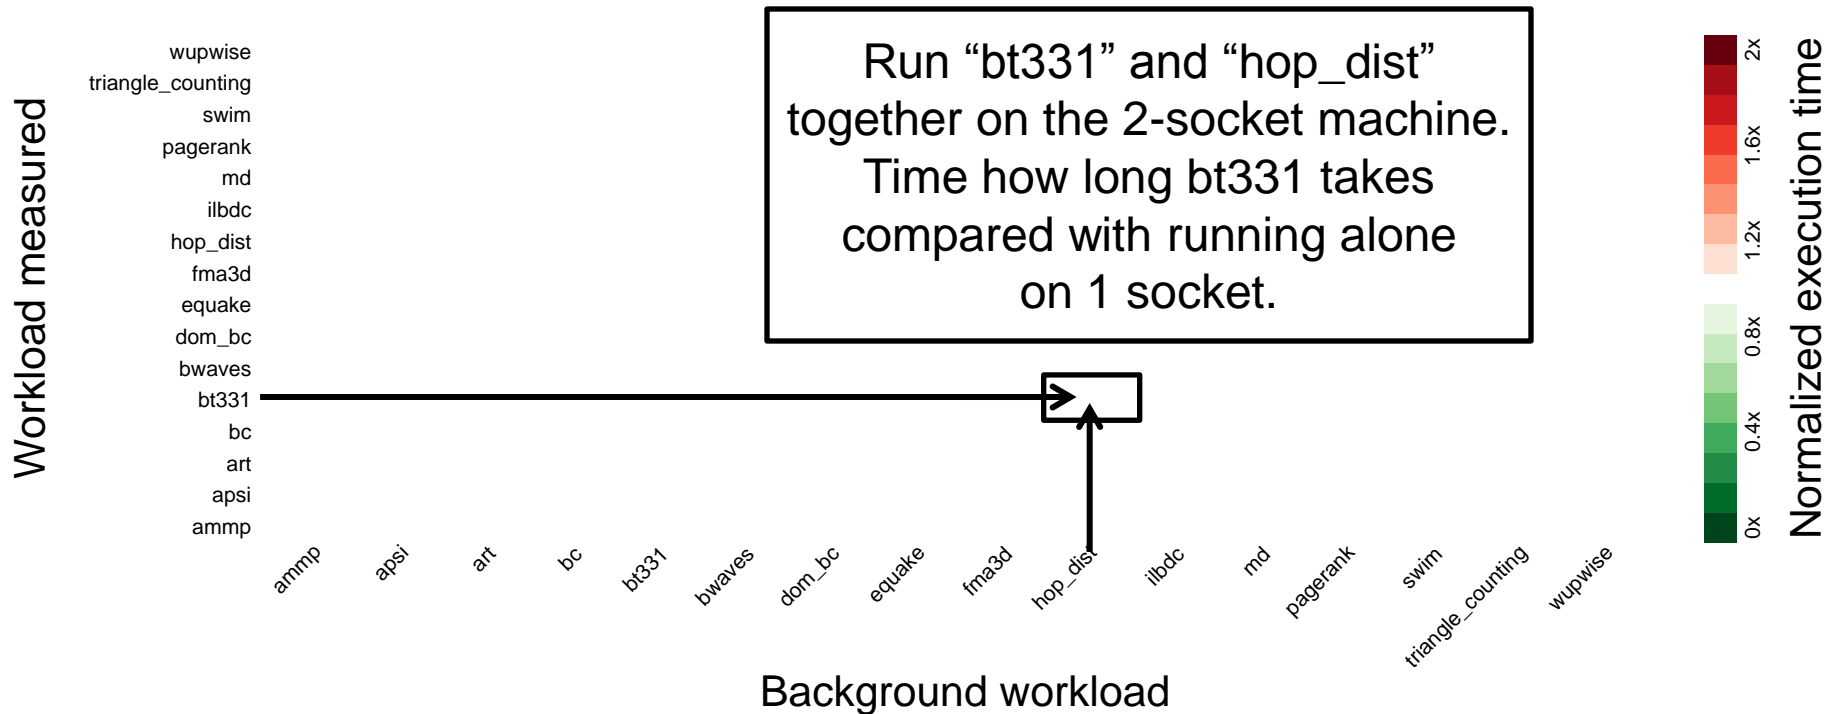 Workload measured
wupwise
triangle_counting
swim
pagerank
md
ilbdc
hop_dist
fma3d
equake
dom_bc
bwaves
bt331
bc
art
apsi
ammp
Run “bt331” and “hop_dist”
together on the 2-socket machine.
Time how long bt331 takes
compared with running alone
on 1 socket.
ammp
apsi
art
bc
bt331
bwaves
dom_bc
equake
fma3d
hop_dist
ilbdc
md
pagerank
swim
triangle_counting
wupwise
Background workload
2x
1.6x
1.2x
0.8x
0.4x
0x
Normalized execution time